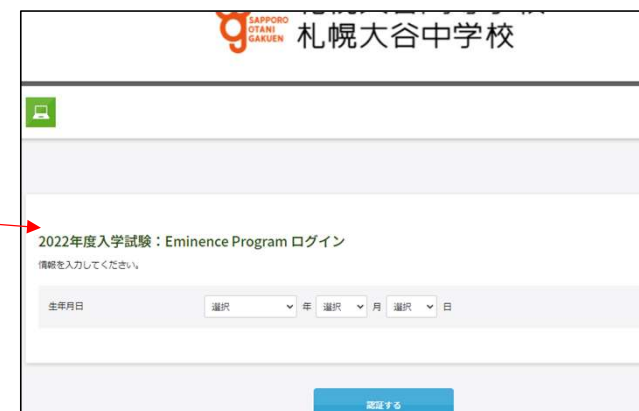 SAPPORO
OTANI
GAKUEN
札幌大谷中学校
2022年度入学試験：Eminence Program ログイン
情報を入力してください。
生年月日 選択 年 選択 月 選択 日
認証する